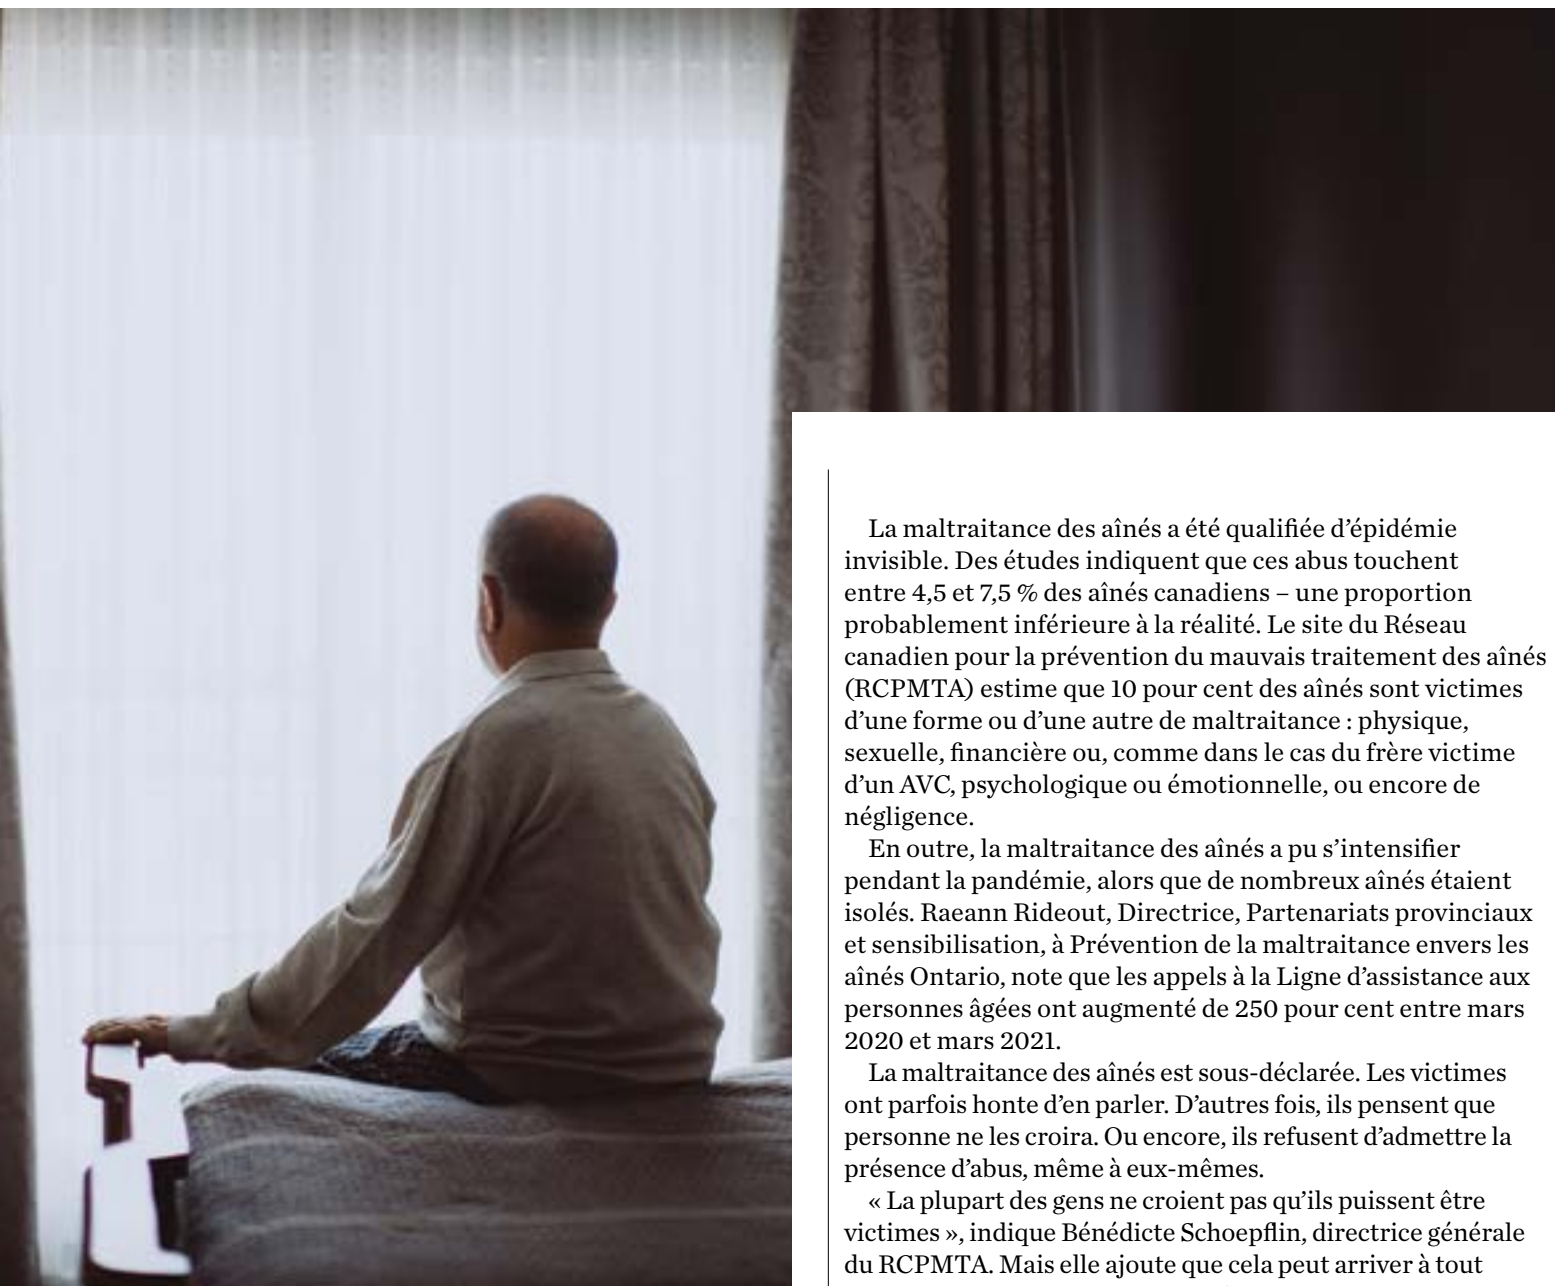 La maltraitance des aînés a été qualifiée d’épidémie
invisible. Des études indiquent que ces abus touchent
entre 4,5 et 7,5 % des aînés canadiens – une proportion
probablement inférieure à la réalité. Le site du Réseau
canadien pour la prévention du mauvais traitement des aînés
(RCPMTA) estime que 10 pour cent des aînés sont victimes
d’une forme ou d’une autre de maltraitance : physique,
sexuelle, financière ou, comme dans le cas du frère victime
d’un AVC, psychologique ou émotionnelle, ou encore de
négligence.
En outre, la maltraitance des aînés a pu s’intensifier
pendant la pandémie, alors que de nombreux aînés étaient
isolés. Raeann Rideout, Directrice, Partenariats provinciaux
et sensibilisation, à Prévention de la maltraitance envers les
aînés Ontario, note que les appels à la Ligne d’assistance aux
personnes âgées ont augmenté de 250 pour cent entre mars
2020 et mars 2021.
La maltraitance des aînés est sous-déclarée. Les victimes
ont parfois honte d’en parler. D’autres fois, ils pensent que
personne ne les croira. Ou encore, ils refusent d’admettre la
présence d’abus, même à eux-mêmes.
« La plupart des gens ne croient pas qu’ils puissent être
victimes », indique Bénédicte Schoepflin, directrice générale
du RCPMTA. Mais elle ajoute que cela peut arriver à tout